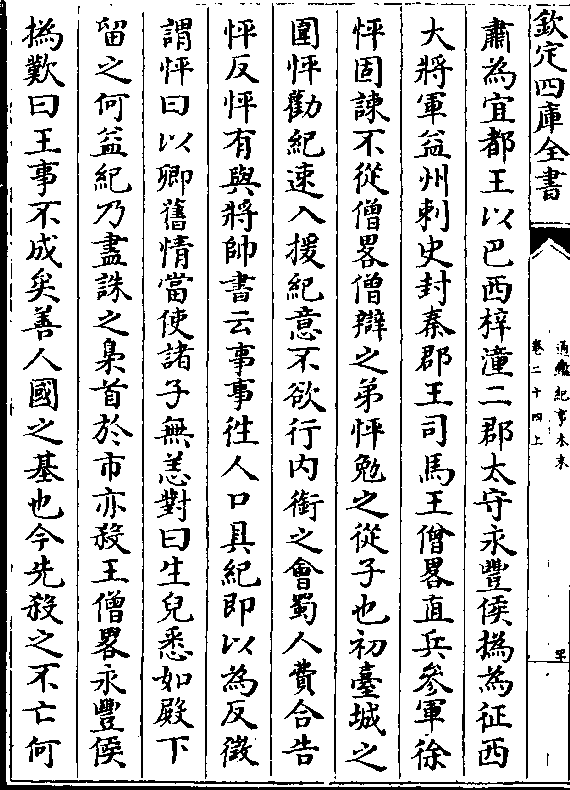 欽定四庫全書
通鑑紀事本末
卷二十四上
肅為宜都王以巴西梓潼二郡太守永豐侯撝為征西
大將軍益州刺史封秦郡王司馬王僧畧直兵參軍徐
怦固諫不從僧畧僧辯之弟怦勉之從子也初臺城之
圍怦勸紀速入援紀意不欲行内銜之會蜀人費合告
怦反怦有與將帥書云事事徃人口具紀即以為反徵
謂怦曰以卿舊情當使諸子無恙對曰生兒悉如殿下
留之何益紀乃盡誅之梟首於市亦殺王僧畧永豐侯
撝歎曰王事不成矣善人國之基也今先殺之不亡何